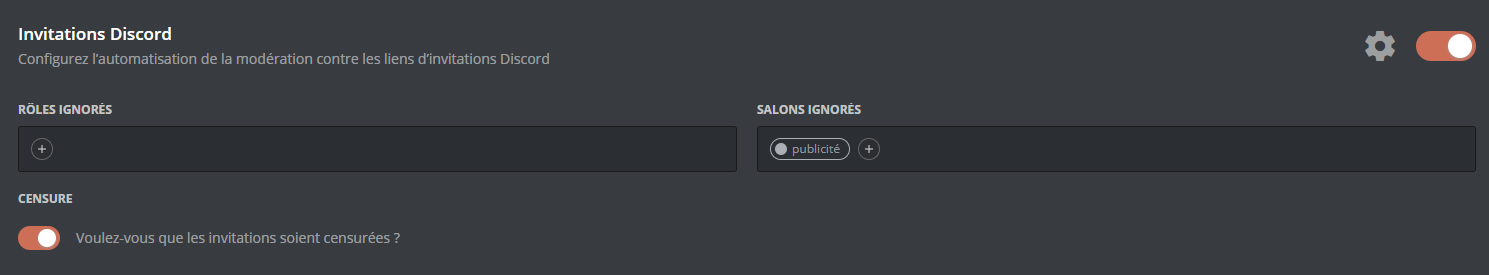 Invitations Discord
Configurez l’automatisation de la modération contre les liens d’invitations Discord
RÔLES IGNORÉS
SALONS IGNORÉS
publicité
CENSURE
Voulez-vous que les invitations soient censurées ?